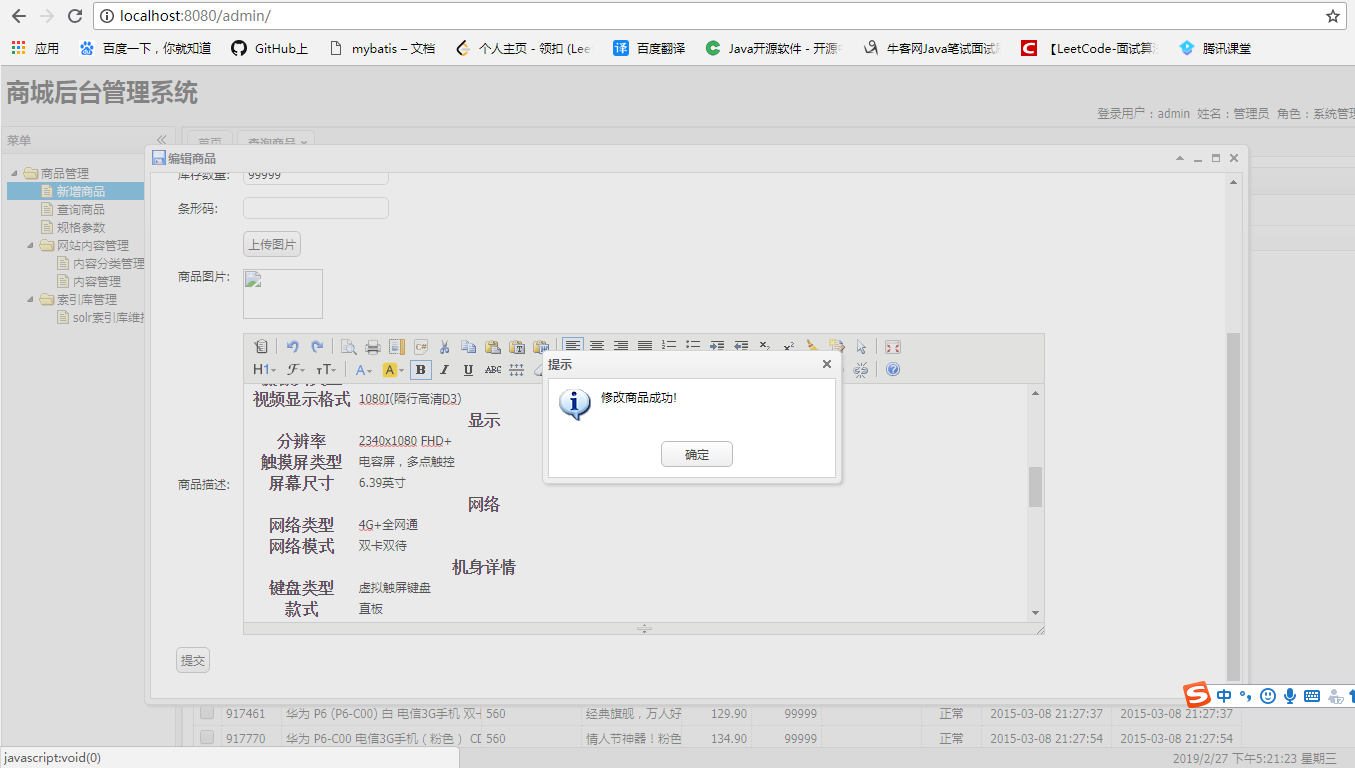 localhost:8080/admin/
应用 百度一下，你就知道 GitHub上 mybatis – 文档 个人主页 - 领扣 (Lee 百度翻译 Java开源软件 - 开源 牛客网Java笔试面试 【LeetCode-面试算 腾讯课堂
商城后台管理系统
登录用户：admin 姓名：管理员 角色：系统管理
菜单
首页 查询商品
商品管理
新增商品
查询商品
规格参数
网站内容管理
内容分类管理
内容管理
索引库管理
solr索引库维护
编辑商品
库存数量: 99999
条形码:
上传图片
商品图片:
商品描述:
视频显示格式 1080I(隔行高清D3)
显示
分辨率 2340x1080 FHD+
触摸屏类型 电容屏，多点触控
屏幕尺寸 6.39英寸
网络
网络类型 4G+全网通
网络模式 双卡双待
机身详情
键盘类型 虚拟触屏键盘
款式 直板
提交
提示
修改商品成功!
确定
917461 华为 P6 (P6-C00) 白 电信3G手机 双 560 经典旗舰，万人好 129.90 99999 正常 2015-03-08 21:27:37 2015-03-08 21:27:37
917770 华为 P6-C00 电信3G手机（粉色） CD 560 情人节神器！粉色 134.90 99999 正常 2015-03-08 21:27:54 2015-03-08 21:27:54
中
javascript:void(0)
2019/2/27 下午5:21:23 星期三